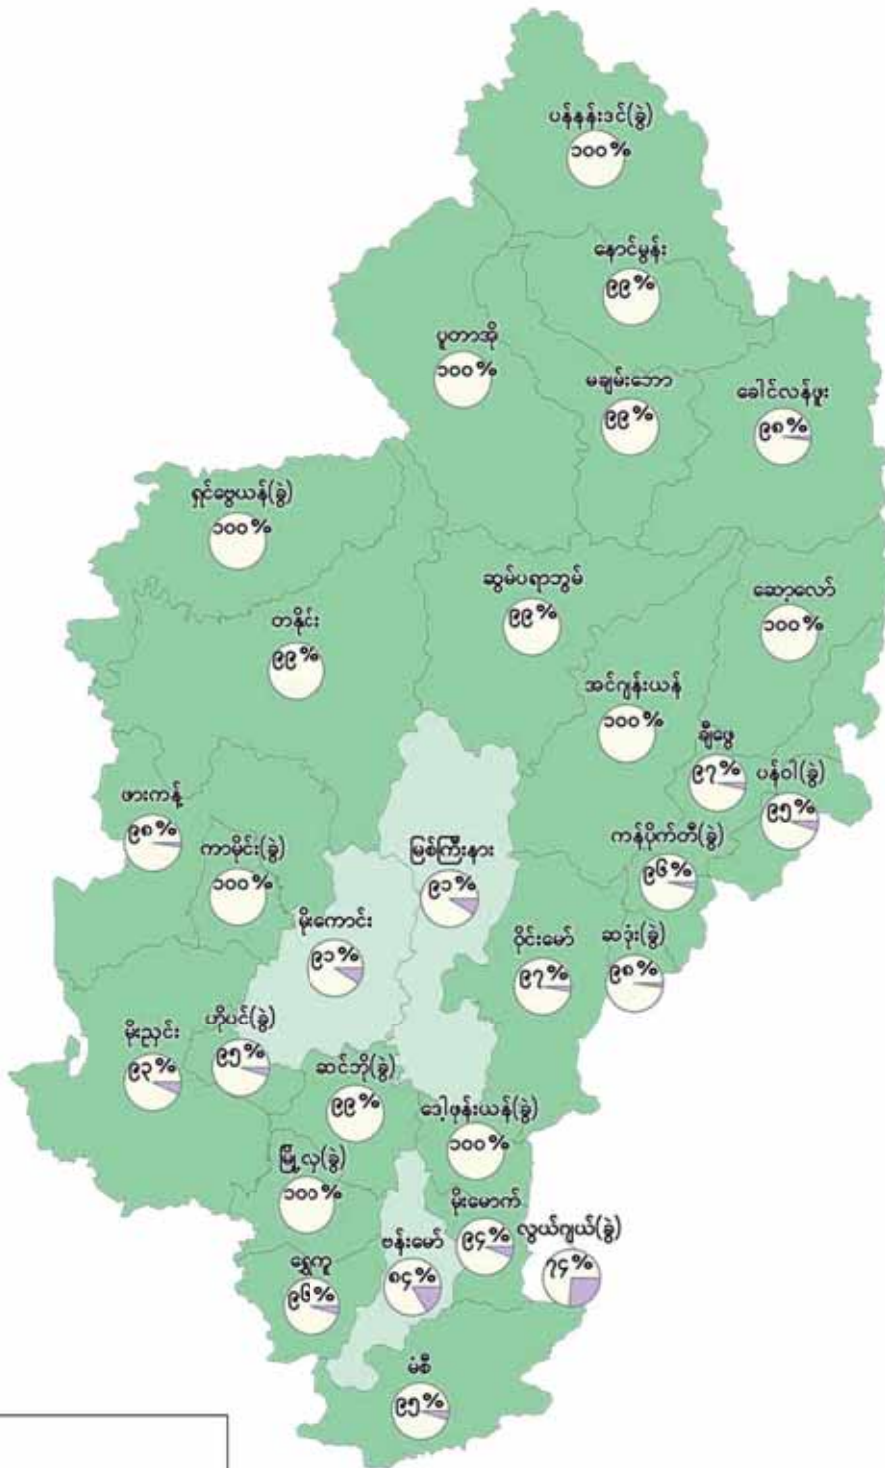 ပန်နန်းဒင်(ခွဲ)
၁၀၀%
နောင်မွန်း
၉၉%
ပူတာအို
၁၀၀%
မချမ်းဘော
၉၉%
ခေါင်လန်ဖူး
၉၈%
ရှင်ဗွေယန်(ခွဲ)
၁၀၀%
ဆွမ်ပရာဘွမ်
၉၉%
ဆော့လော်
၁၀၀%
တနိုင်း
၉၉%
အင်ဂျန်းယန်
၁၀၀%
ချီဖွေ
၉၇%
ပန်ဝါ(ခွဲ)
၉၅%
ဖားကန့်
၉၈%
ကာမိုင်း(ခွဲ)
၁၀၀%
မြစ်ကြီးနား
၉၁%
ကန်ပိုက်တီ(ခွဲ)
၉၆%
မိုးကောင်း
၉၁%
ဝိုင်းမော်
၉၇%
ဆဒုံး(ခွဲ)
၉၈%
မိုးညှင်း
၉၃%
ဟိုပင်(ခွဲ)
၉၅%
ဆင်ဘို(ခွဲ)
၉၉%
ဒေါ့ဖုန်းယန်(ခွဲ)
၁၀၀%
မြို့လှ(ခွဲ)
၁၀၀%
မိုးမောက်
၉၄%
လွယ်ဂျယ်(ခွဲ)
၇၄%
ဗန်းမော်
၈၄%
ရွှေကူ
၉၆%
မံစီ
၉၅%